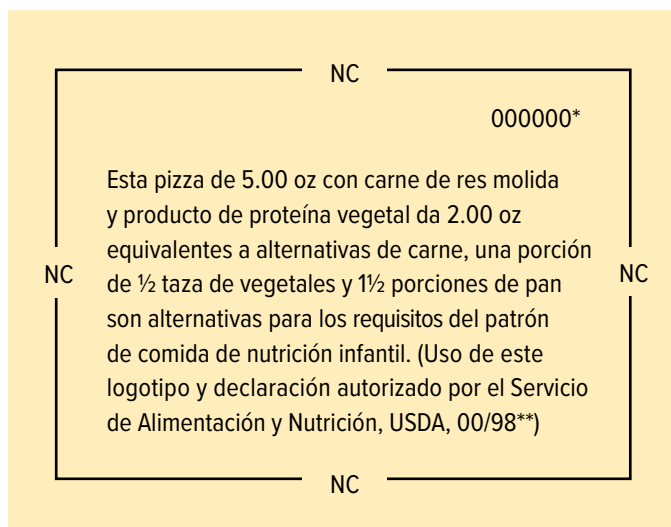 NC
000000*
Esta pizza de 5.00 oz con carne de res molida
y producto de proteína vegetal da 2.00 oz
equivalentes a alternativas de carne, una porción
NC de ½ taza de vegetales y 1½ porciones de pan NC
son alternativas para los requisitos del patrón
de comida de nutrición infantil. (Uso de este
logotipo y declaración autorizado por el Servicio
de Alimentación y Nutrición, USDA, 00/98**)
NC